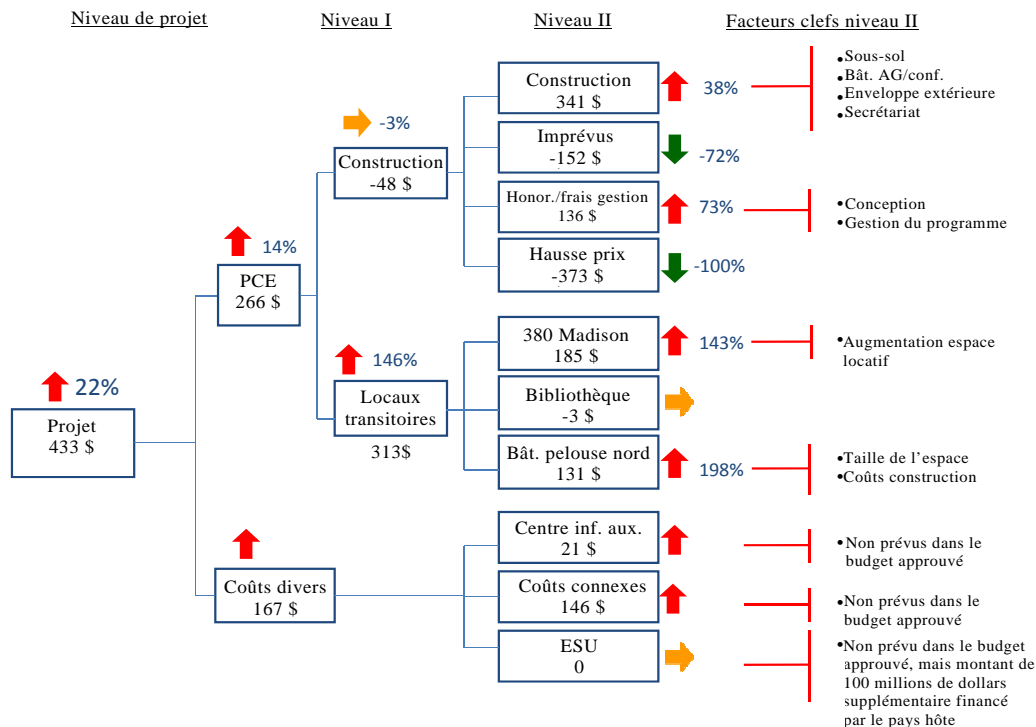 Niveau de projet
Niveau I
Niveau II
Facteurs clefs niveau II
Construction
341 $
38%
•Sous-sol
•Bât. AG/conf.
•Enveloppe extérieure
•Secrétariat
-3%
Construction
-48 $
Imprévus
-152 $
-72%
Honor./frais gestion
136 $
73%
•Conception
•Gestion du programme
14%
PCE
266 $
Hausse prix
-373 $
-100%
380 Madison
185 $
143%
•Augmentation espace
locatif
146%
Locaux
transitoires
313$
Bibliothèque
-3 $
22%
Projet
433 $
Bât. pelouse nord
131 $
198%
•Taille de l’espace
•Coûts construction
Centre inf. aux.
21 $
•Non prévus dans le
budget approuvé
Coûts divers
167 $
Coûts connexes
146 $
•Non prévus dans le
budget approuvé
ESU
0
•Non prévu dans le budget
approuvé, mais montant de
100 millions de dollars
supplémentaire financé
par le pays hôte